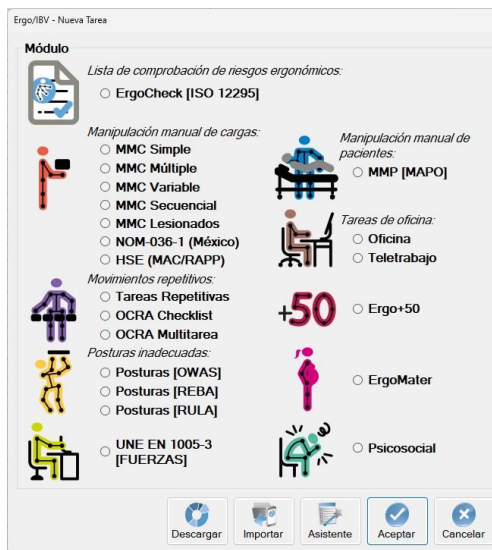 Ergo/IBV - Nueva Tarea
Módulo
Lista de comprobación de riesgos ergonómicos:
ErgoCheck [ISO 12295]
Manipulación manual de cargas:
MMC Simple
MMC Múltiple
MMC Variable
MMC Secuencial
MMC Lesionados
NOM-036-1 (México)
HSE (MAC/RAPP)
Movimientos repetitivos:
Tareas Repetitivas
OCRA Checklist
OCRA Multitarea
Posturas inadecuadas:
Posturas [OWAS]
Posturas [REBA]
Posturas [RULA]
UNE EN 1005-3
[FUERZAS]
Manipulación manual de
pacientes:
MMP [MAPO]
Tareas de oficina:
Oficina
Teletrabajo
+50
Ergo+50
ErgoMater
Psicosocial
Descargar
Importar
Asistente
Aceptar
Cancelar